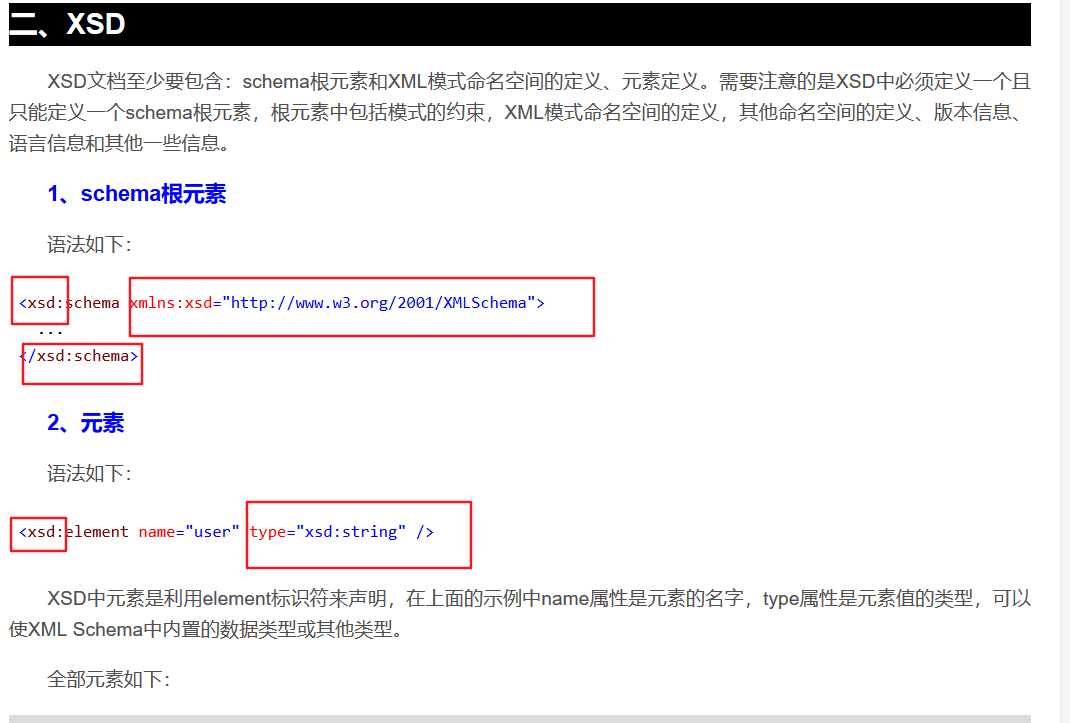 二、XSD
XSD文档至少要包含：schema根元素和XML模式命名空间的定义、元素定义。需要注意的是XSD中必须定义一个且
只能定义一个schema根元素，根元素中包括模式的约束，XML模式命名空间的定义，其他命名空间的定义、版本信息、
语言信息和其他一些信息。
1、schema根元素
语法如下：
<xsd:schema xmlns:xsd="http://www.w3.org/2001/XMLSchema">
...
</xsd:schema>
2、元素
语法如下：
<xsd:element name="user" type="xsd:string" />
XSD中元素是利用element标识符来声明，在上面的示例中name属性是元素的名字，type属性是元素值的类型，可以
使XML Schema中内置的数据类型或其他类型。
全部元素如下：